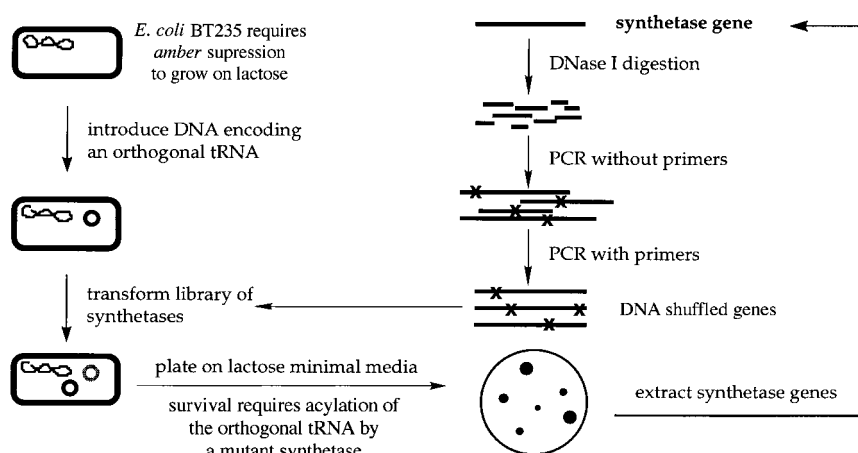 E. coli BT235 requires
amber supression
to grow on lactose
introduce DNA encoding
an orthogonal tRNA
transform library of
synthetases
synthetase gene
DNase I digestion
PCR without primers
PCR with primers
DNA shuffled genes
plate on lactose minimal media
survival requires acylation of
the orthogonal tRNA by
a mutant synthetase
extract synthetase genes